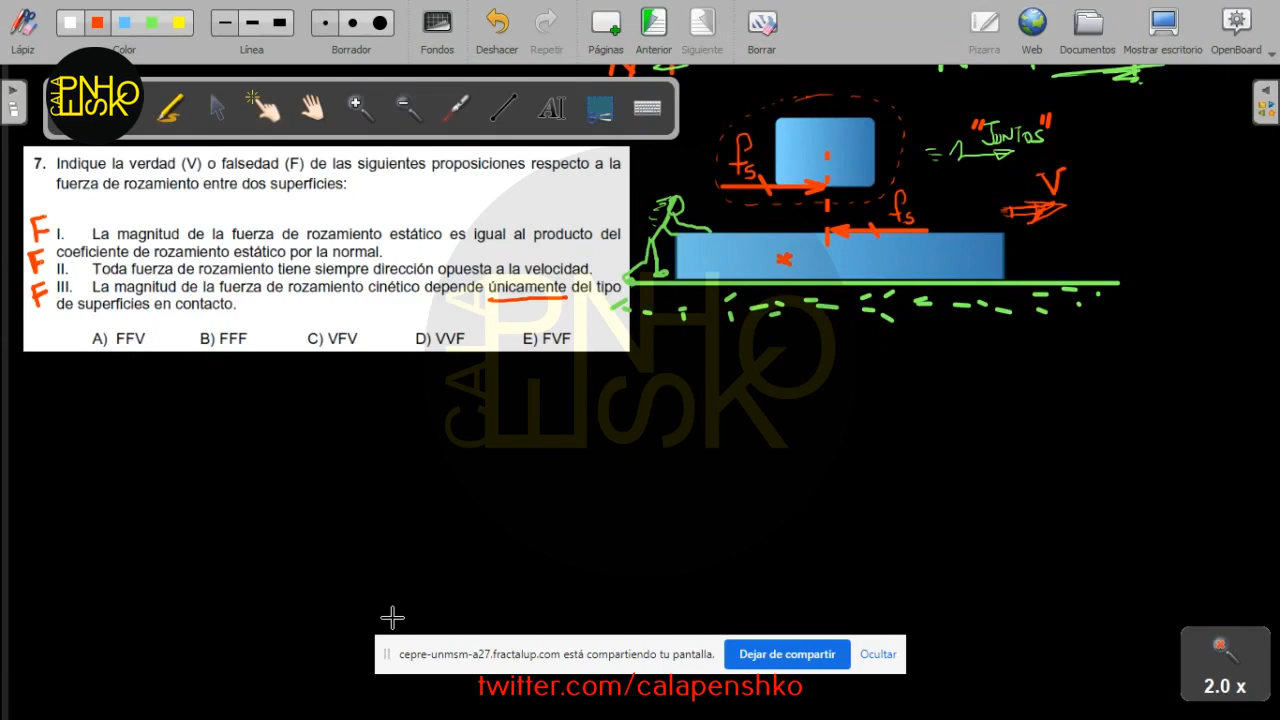 Lápiz Color Línea Borrador Fondos Deshacer Repetir Páginas Anterior Siguiente Borrar Pizarra Web Documentos Mostrar escritorio OpenBoard
CALA PENHSKO
7. Indique la verdad (V) o falsedad (F) de las siguientes proposiciones respecto a la
fuerza de rozamiento entre dos superficies:
F I. La magnitud de la fuerza de rozamiento estático es igual al producto del
coeficiente de rozamiento estático por la normal.
F II. Toda fuerza de rozamiento tiene siempre dirección opuesta a la velocidad.
F III. La magnitud de la fuerza de rozamiento cinético depende únicamente del tipo
de superficies en contacto.
A) FFV B) FFF C) VFV D) VVF E) FVF
fs
"JUNTOS"
V
fs
cepre-unmsm-a27.fractalup.com está compartiendo tu pantalla. Dejar de compartir Ocultar
twitter.com/calapenshko
2.0 x